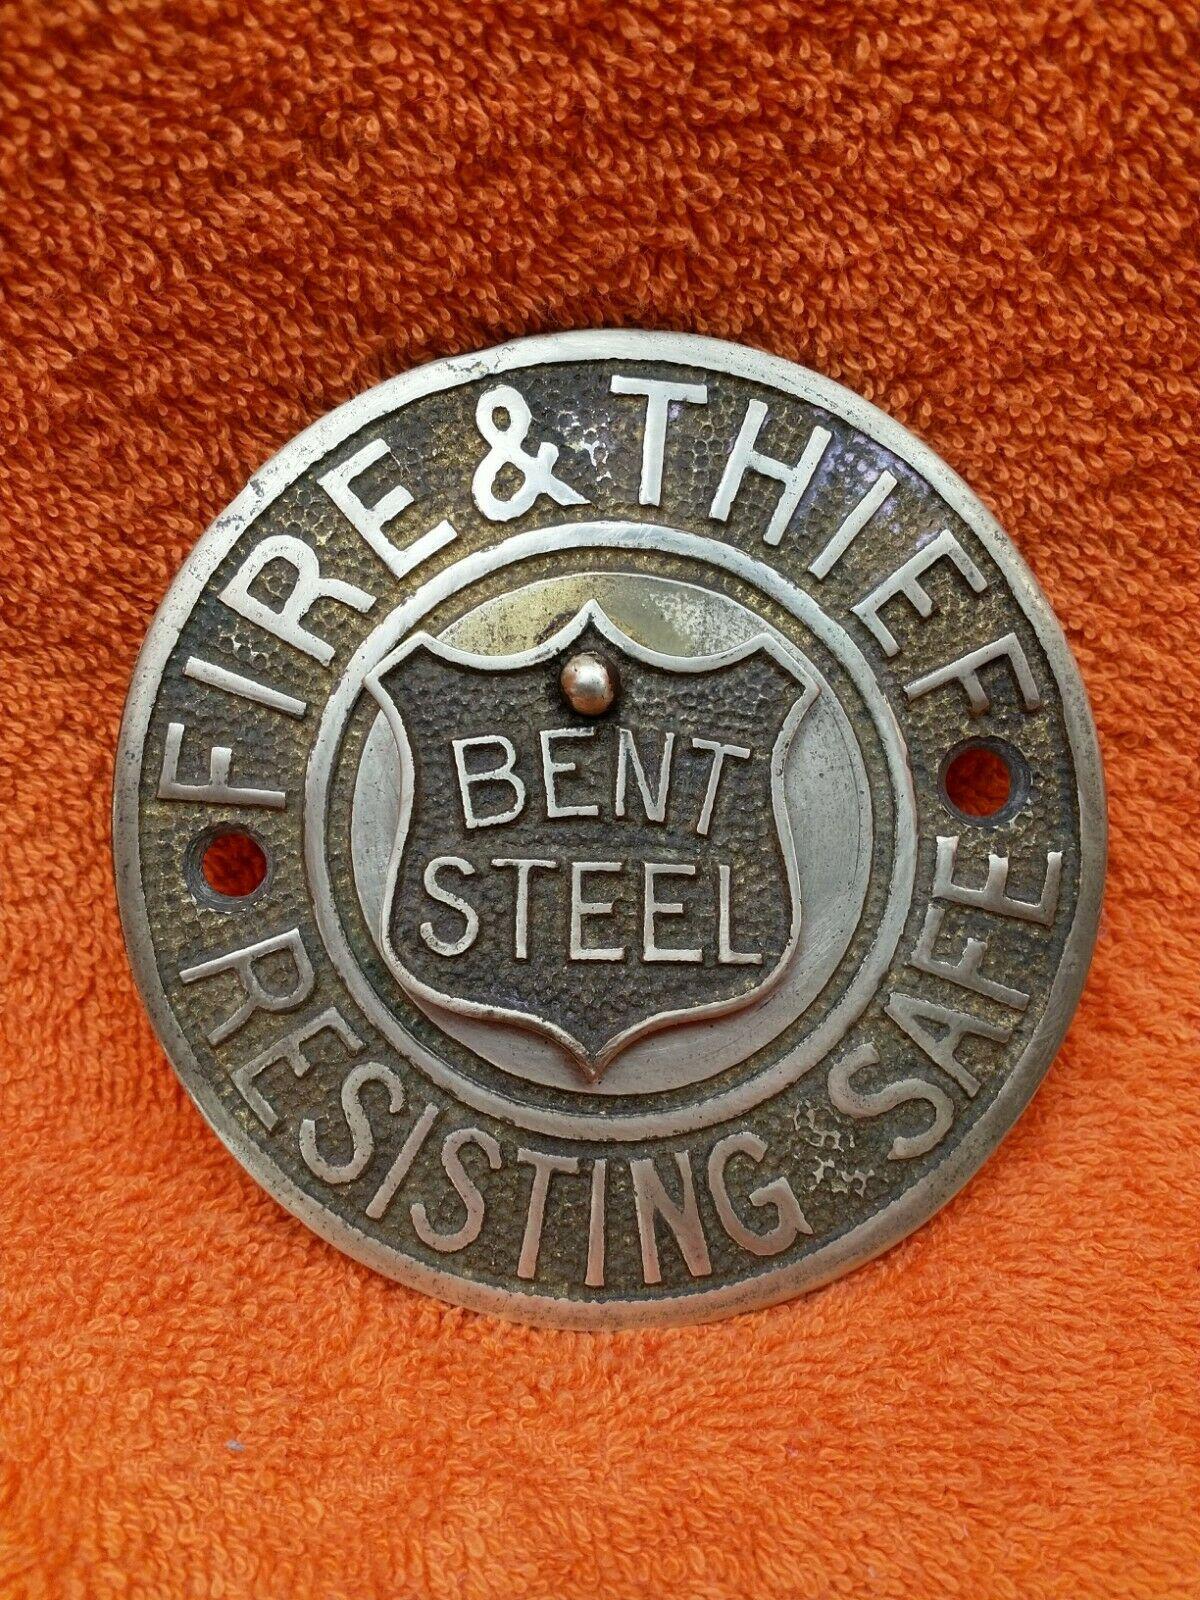 FIRE & THIEF
RESISTING SAFE
BENT
STEEL